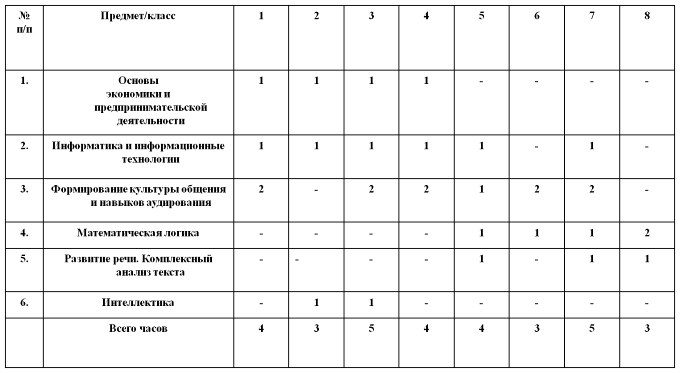 № Предмет/класс 1 2 3 4 5 6 7 8
п/п
1. Основы 1 1 1 1 - - - -
экономики и
предпринимательской
деятельности
2. Информатика и информационные 1 1 1 1 1 - 1 -
технологии
3. Формирование культуры общения 2 - 2 2 1 2 2 -
и навыков аудирования
4. Математическая логика - - - - 1 1 1 2
5. Развитие речи. Комплексный - - - - 1 - 1 1
анализ текста
6. Интеллектика - 1 1 - - - - -
Всего часов 4 3 5 4 4 3 5 3